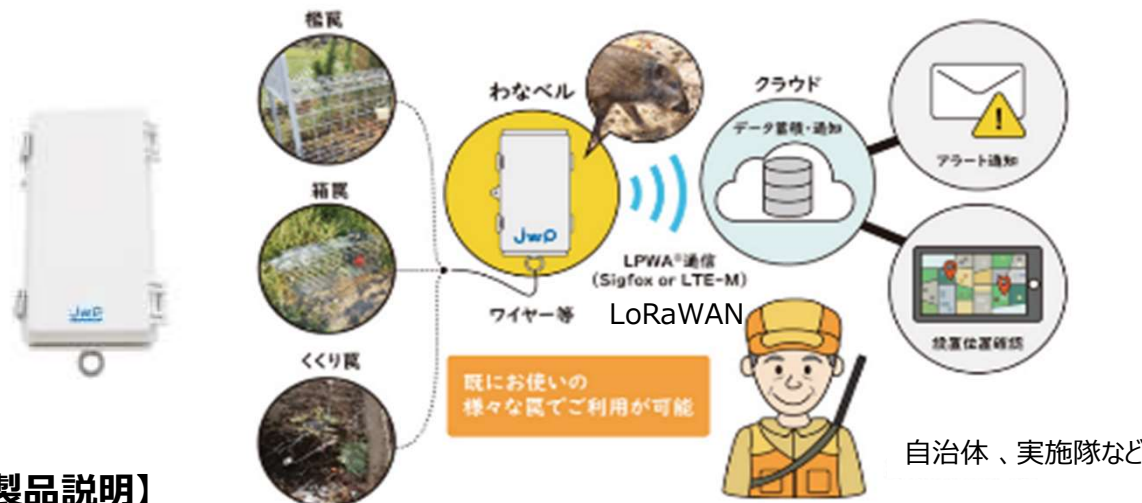 檻罠
箱罠
くくり罠
わなベル
JWP
JWP
ワイヤー等
LPWA®通信
(Sigfox or LTE-M)
LoRaWAN
既にお使いの
様々な罠でご利用が可能
クラウド
データ蓄積・通知
アラート通知
設置位置確認
自治体、実施隊など
製品説明】